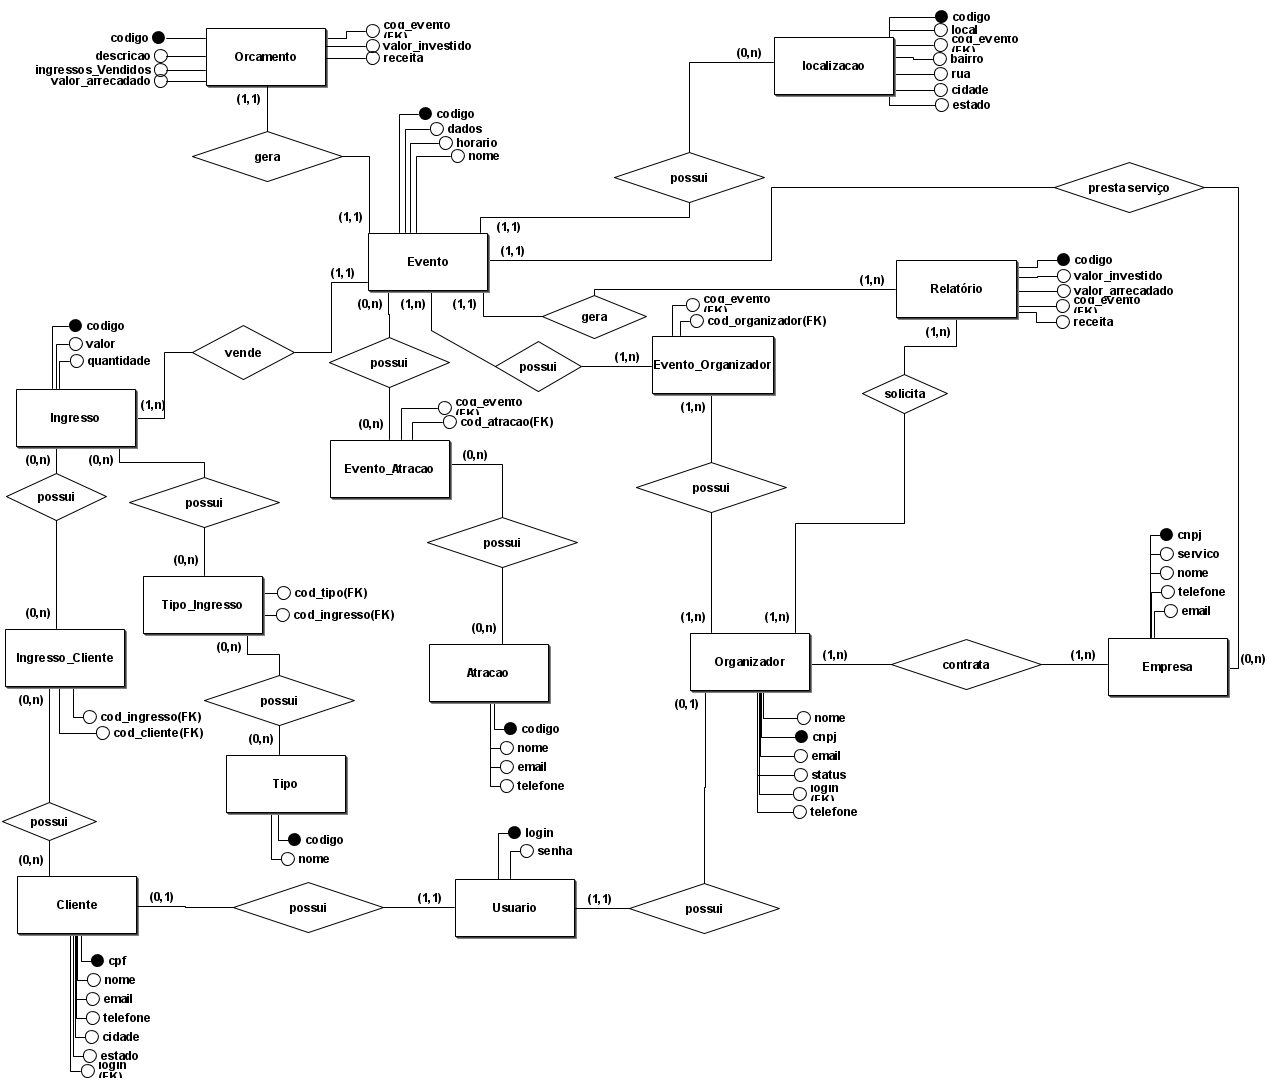 codigo
descricao
ingressos_Vendidos
valor_arrecadado
Orcamento
cod_evento
(FK)
valor_investido
receita
(1,1)
gera
(1,1)
codigo
dados
horario
nome
Evento
(0,n)
localizacao
codigo
local
cod_evento
(FK)
bairro
rua
cidade
estado
possui
(1,1)
(1,1)
presta serviço
(1,1)
(0,n)
(1,n)
(1,1)
gera
(1,n)
Relatório
codigo
valor_investido
valor_arrecadado
cod_evento
(FK)
receita
(1,n)
codigo
valor
quantidade
Ingresso
(1,n)
vende
possui
possui
(1,n)
cod_evento
(FK)
cod_organizador(FK)
Evento_Organizador
(1,n)
solicita
(0,n)
cod_evento
(FK)
cod_atracao(FK)
Evento_Atracao
(0,n)
(0,n)
(0,n)
possui
possui
(0,n)
possui
possui
(0,n)
Tipo_Ingresso
cod_tipo(FK)
cod_ingresso(FK)
(0,n)
(0,n)
Ingresso_Cliente
(0,n)
cod_ingresso(FK)
cod_cliente(FK)
possui
(0,n)
Tipo
codigo
nome
(0,n)
Atracao
codigo
nome
email
telefone
(1,n)
(1,n)
Organizador
(1,n)
contrata
(1,n)
cnpj
servico
nome
telefone
email
Empresa
(0,n)
(0,1)
nome
cnpj
email
status
login
(FK)
telefone
possui
(0,n)
Cliente
(0,1)
possui
(1,1)
login
senha
Usuario
(1,1)
possui
cpf
nome
email
telefone
cidade
estado
login
(FK)